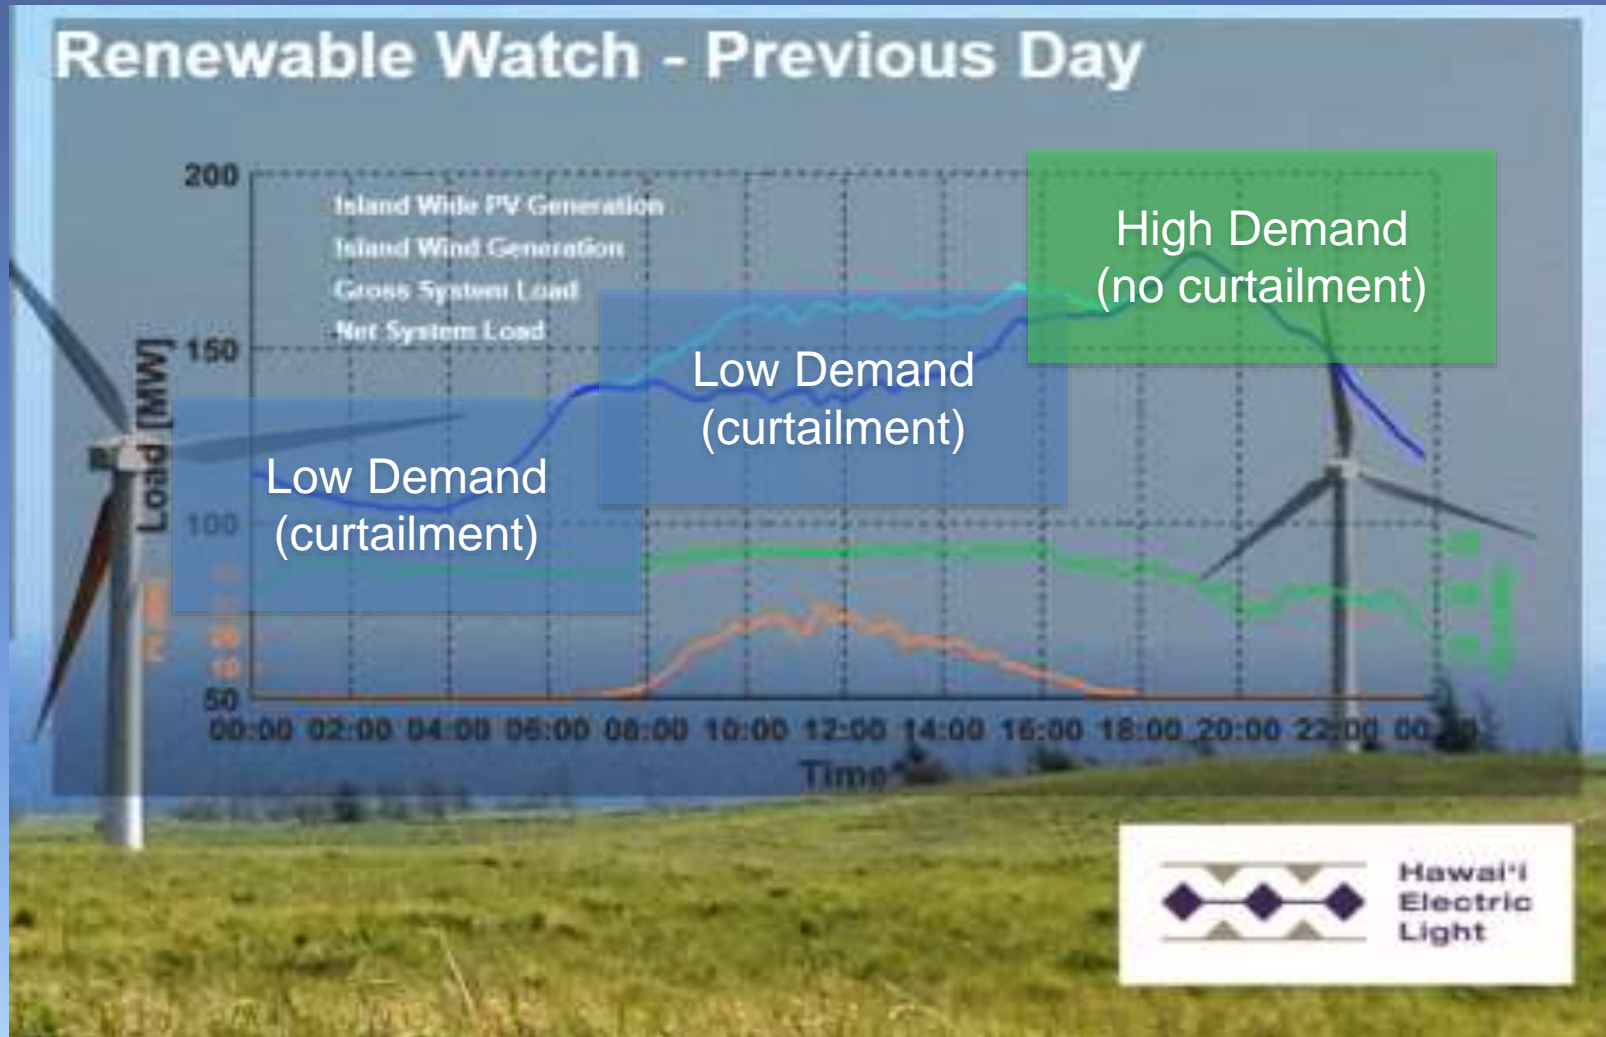 Renewable Watch - Previous Day
200
Island Wide PV Generation
Island Wind Generation
Gross System Load
Net System Load
High Demand
(no curtailment)
150
Low Demand
(curtailment)
Load [MW]
Low Demand
(curtailment)
100
50
00:00 02:00 04:00 06:00 08:00 10:00 12:00 14:00 16:00 18:00 20:00 22:00
Time
Hawai'i
Electric
Light